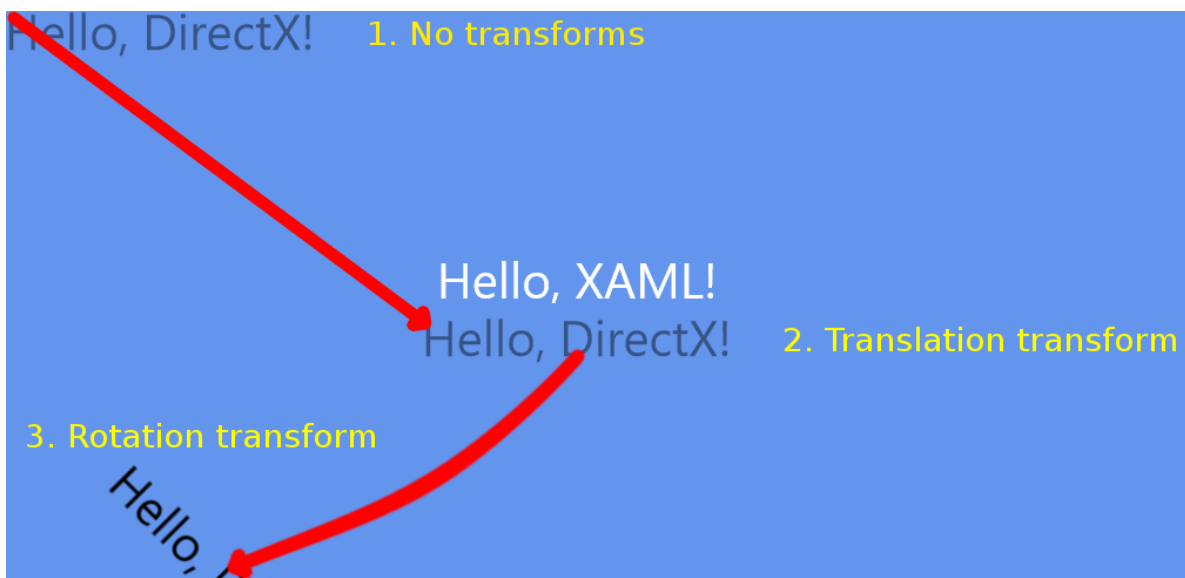 Hello, DirectX! 1. No transforms
Hello, XAML!
Hello, DirectX! 2. Translation transform
3. Rotation transform
Hello,